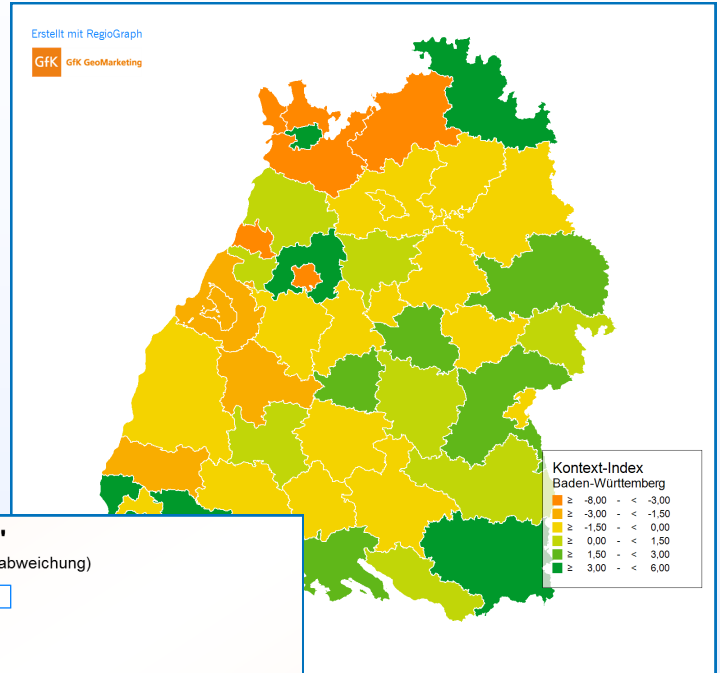 Erstellt mit RegioGraph
GfK GfK GeoMarketing
Kontext-Index
Baden-Württemberg
≥ -8,00 - < -3,00
≥ -3,00 - < -1,50
≥ -1,50 - < 0,00
≥ 0,00 - < 1,50
≥ 1,50 - < 3,00
≥ 3,00 - < 6,00
abweichung)